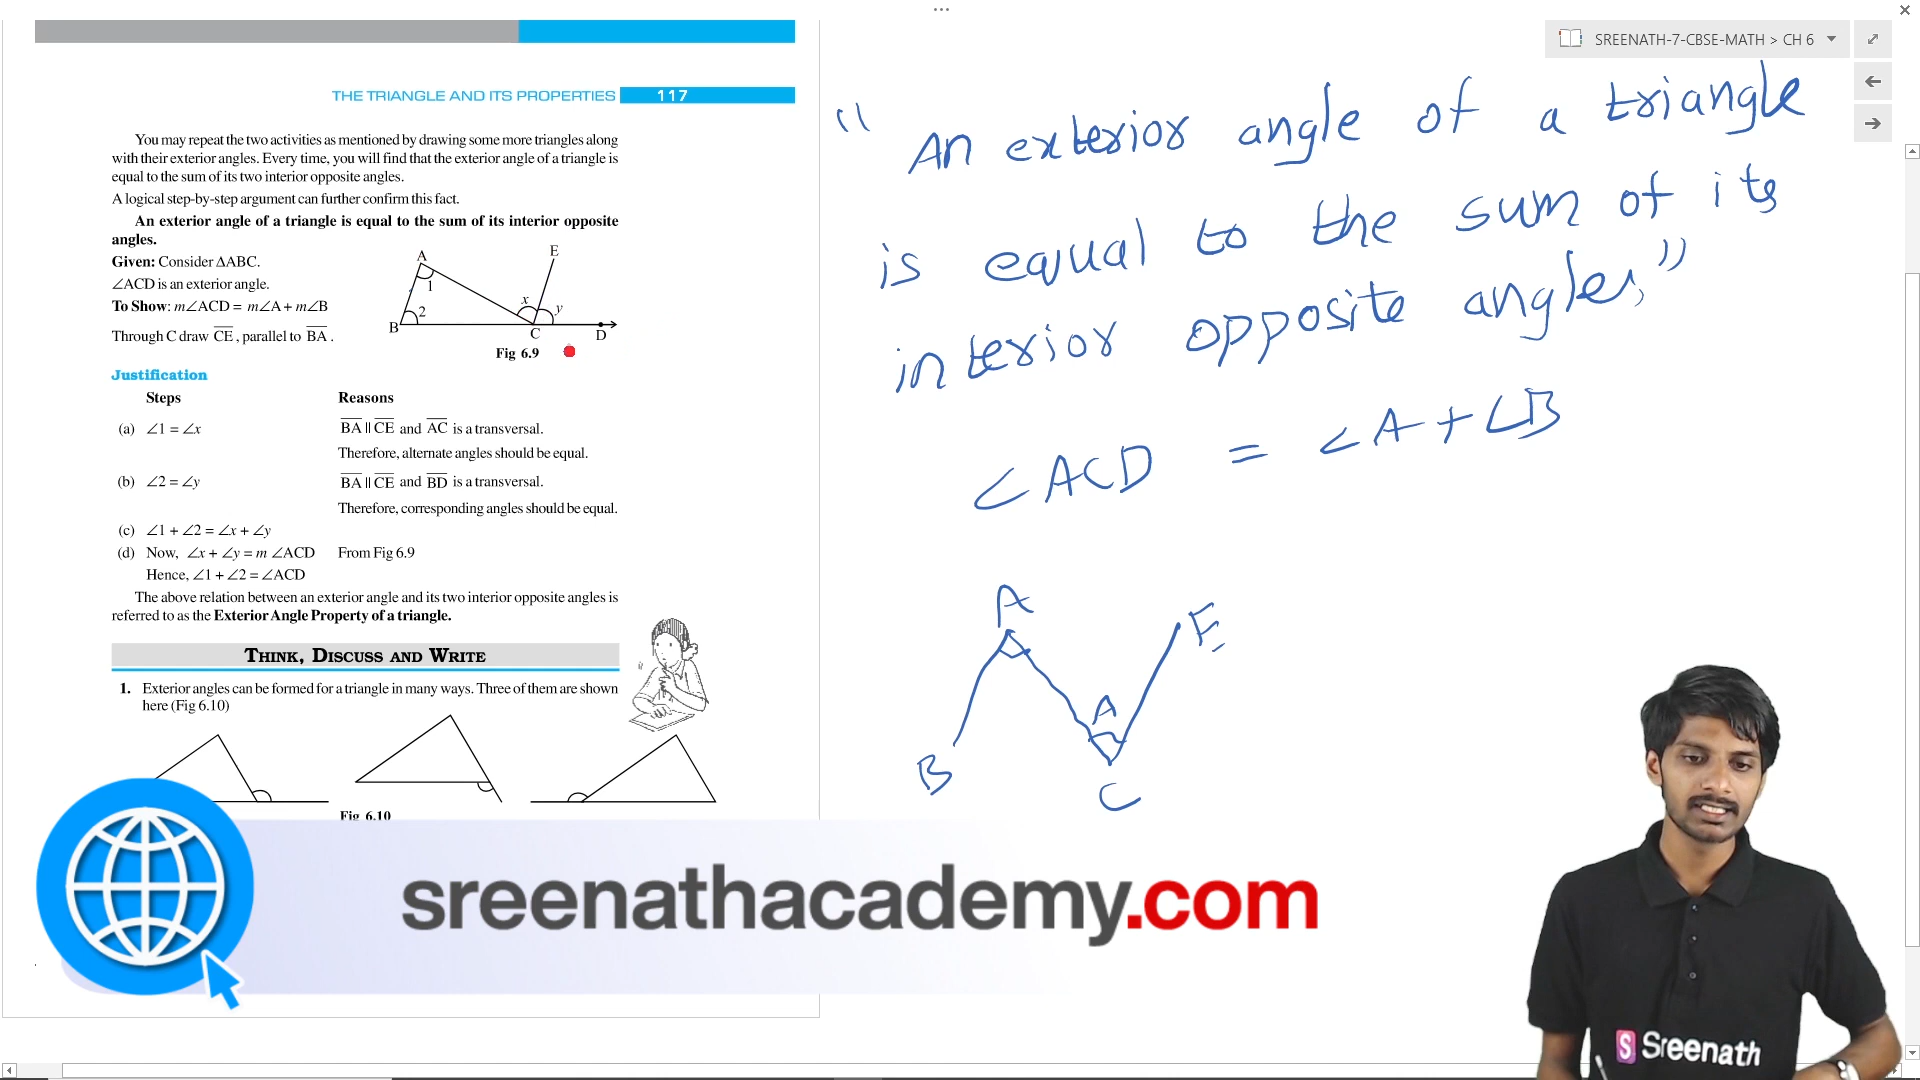 SREENATH-7-CBSE-MATH > CH 6
THE TRIANGLE AND ITS PROPERTIES 117
You may repeat the two activities as mentioned by drawing some more triangles along
with their exterior angles. Every time, you will find that the exterior angle of a triangle is
equal to the sum of its two interior opposite angles.
A logical step-by-step argument can further confirm this fact.
An exterior angle of a triangle is equal to the sum of its interior opposite
angles.
Given: Consider ΔABC.
∠ACD is an exterior angle.
To Show: m∠ACD = m∠A + m∠B
Through C draw CE, parallel to BA.
A
E
1
x
y
2
B
C
D
Fig 6.9
Justification
Steps Reasons
(a) ∠1 = ∠x BA || CE and AC is a transversal.
Therefore, alternate angles should be equal.
(b) ∠2 = ∠y BA || CE and BD is a transversal.
Therefore, corresponding angles should be equal.
(c) ∠1 + ∠2 = ∠x + ∠y
(d) Now, ∠x + ∠y = m ∠ACD From Fig 6.9
Hence, ∠1 + ∠2 = ∠ACD
The above relation between an exterior angle and its two interior opposite angles is
referred to as the Exterior Angle Property of a triangle.
THINK, DISCUSS AND WRITE
1. Exterior angles can be formed for a triangle in many ways. Three of them are shown
here (Fig 6.10)
Fig 6.10
"An exterior angle of a triangle
is equal to the sum of its
interior opposite angles"
∠ACD = ∠A + ∠B
A
E
A
B
C
sreenathacademy.com
S Sreenath